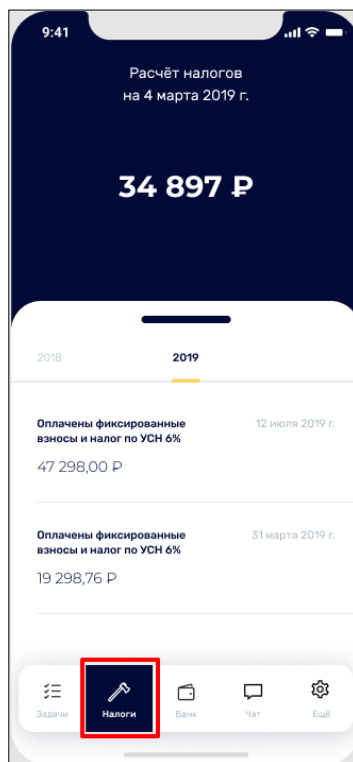 9:41
Расчёт налогов
на 4 марта 2019 г.
34 897 ₽
2018
2019
Оплачены фиксированные
взносы и налог по УСН 6%
12 июля 2019 г.
47 298,00 ₽
Оплачены фиксированные
взносы и налог по УСН 6%
31 марта 2019 г.
19 298,76 ₽
Задачи
Налоги
Банк
Чат
Ещё